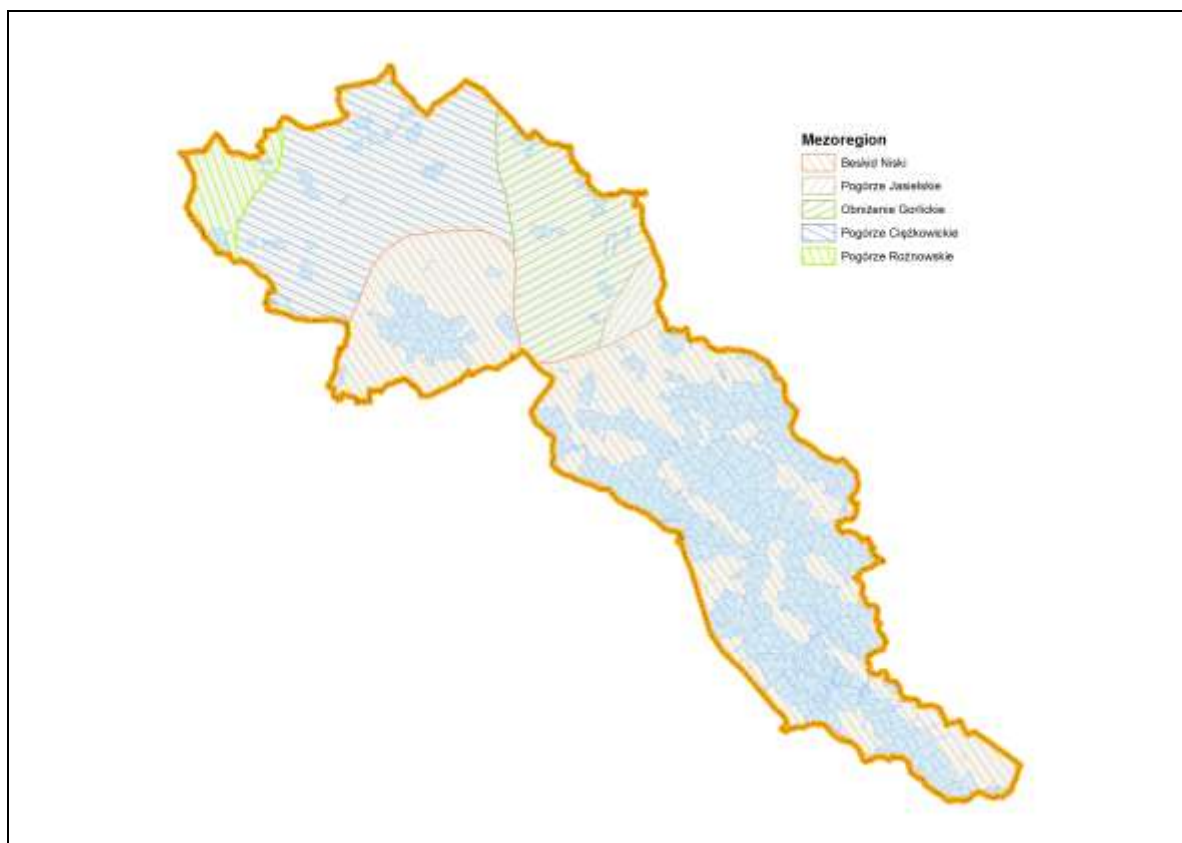 Mezoregion
Beskid Niski
Pogórze Jasielskie
Obniżenie Gorlickie
Pogórze Ciężkowickie
Pogórze Rożnowskie